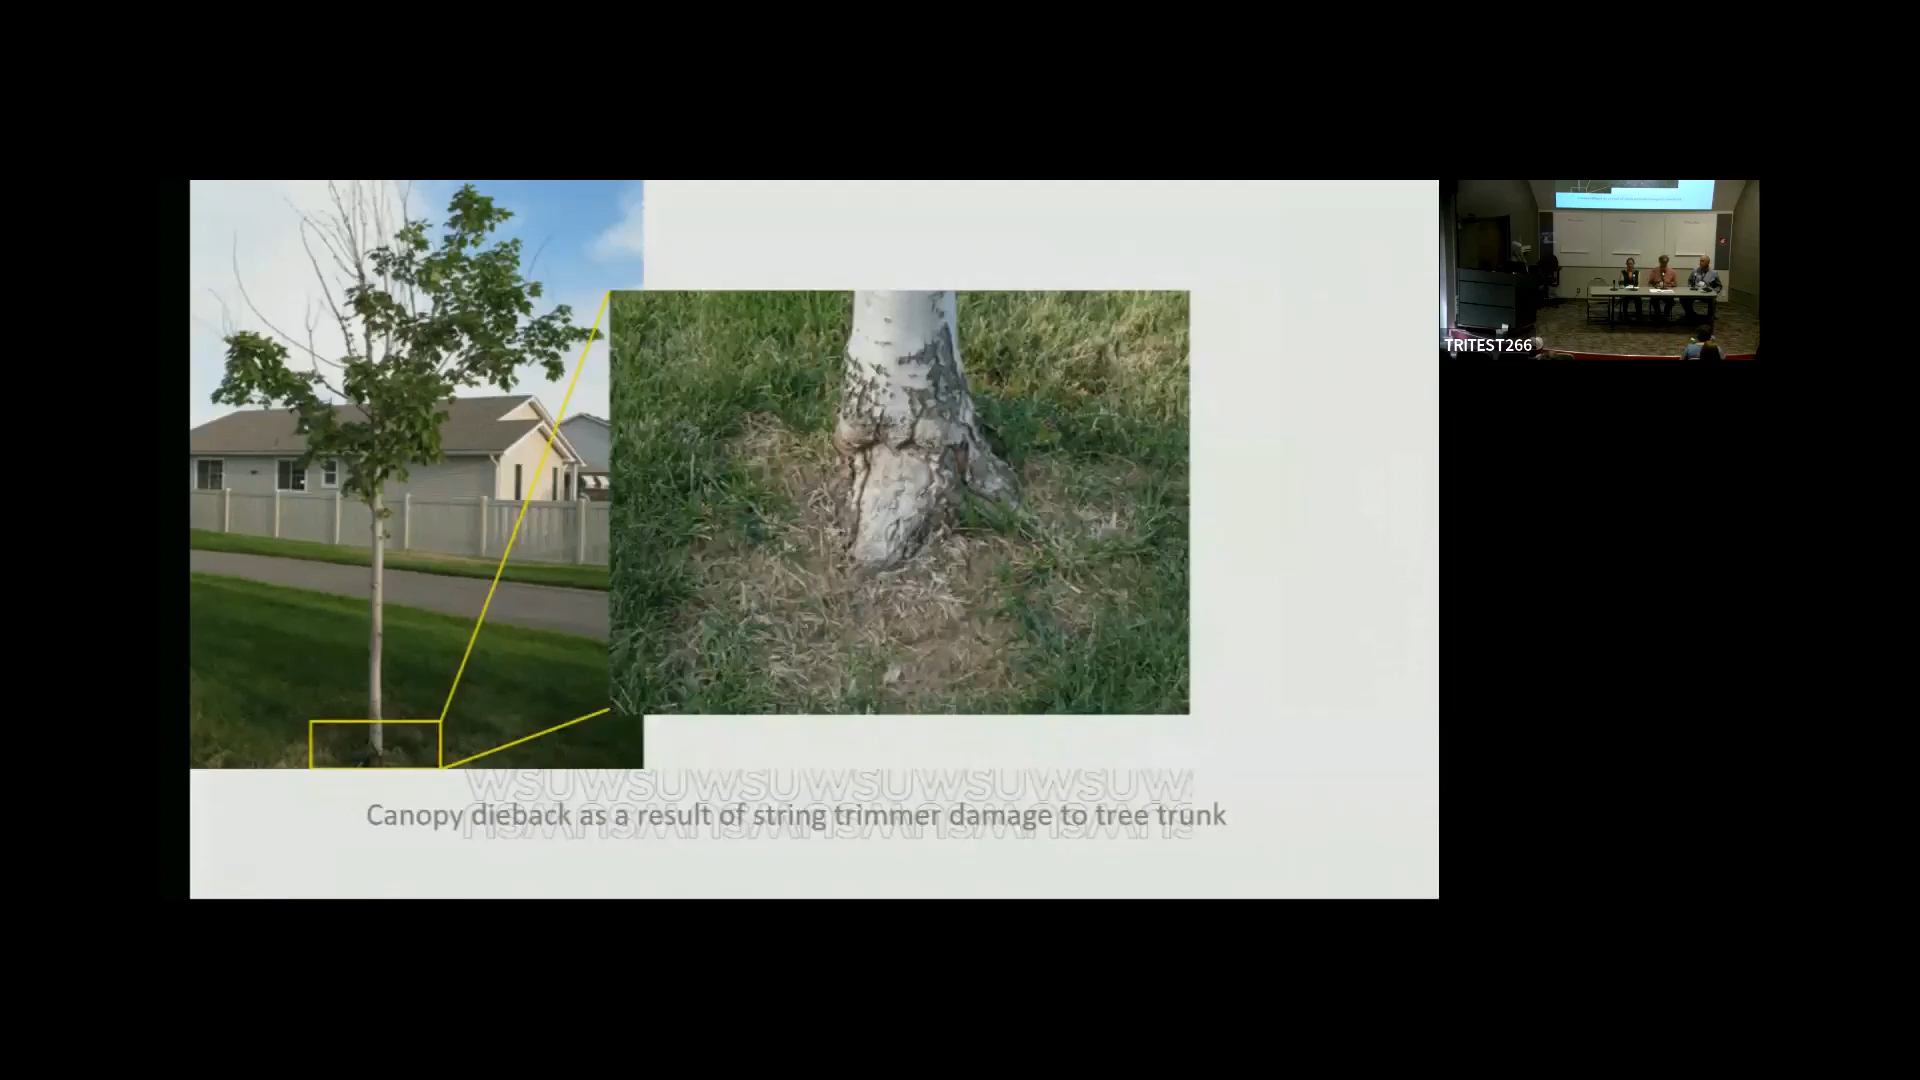 TRITEST266
WSUWSUWSUWSUWSUWSUW
Canopy dieback as a result of string trimmer damage to tree trunk